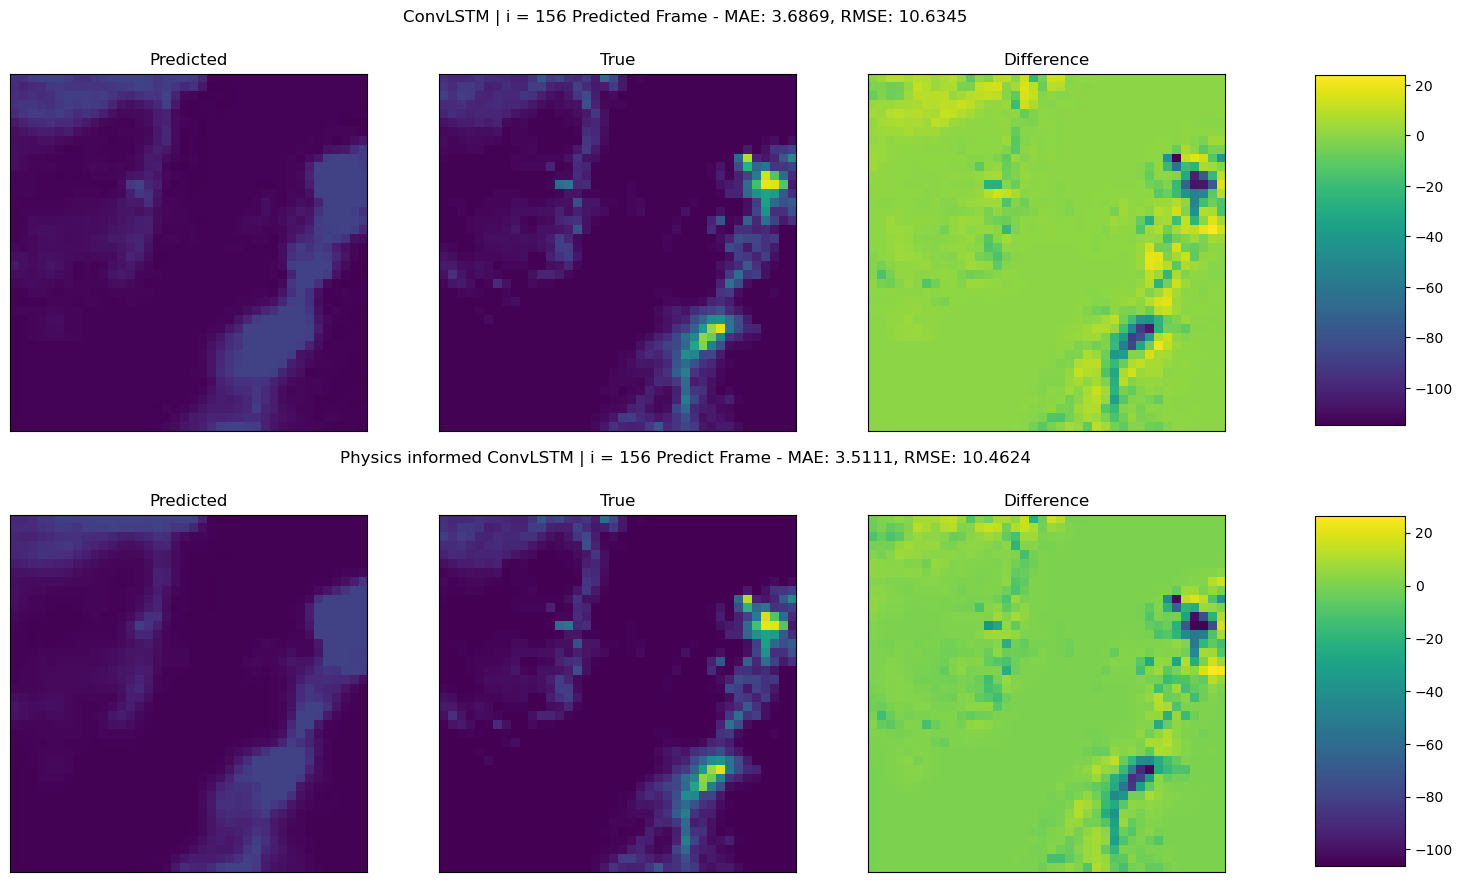 ConvLSTM | i = 156 Predicted Frame - MAE: 3.6869, RMSE: 10.6345
Predicted
True
Difference
20
0
−20
−40
−60
−80
−100
Physics informed ConvLSTM | i = 156 Predict Frame - MAE: 3.5111, RMSE: 10.4624
Predicted
True
Difference
20
0
−20
−40
−60
−80
−100